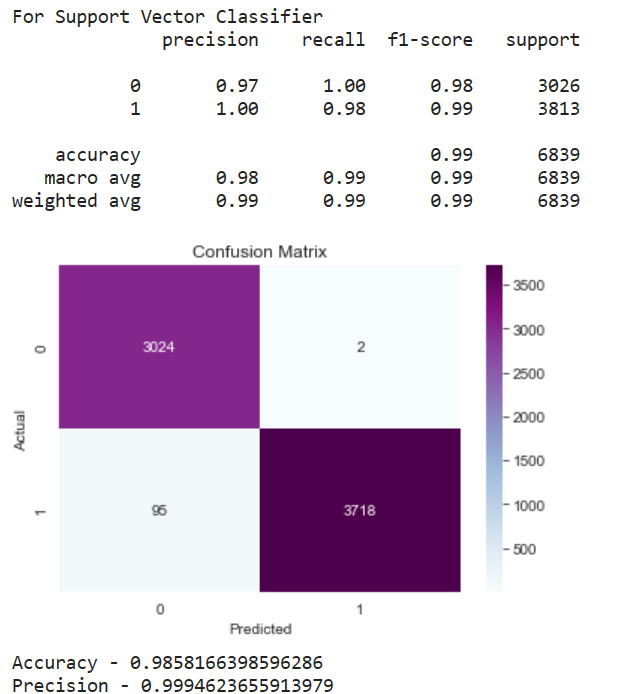 For Support Vector Classifier
precision recall f1-score support
0 0.97 1.00 0.98 3026
1 1.00 0.98 0.99 3813
accuracy 0.99 6839
macro avg 0.98 0.99 0.99 6839
weighted avg 0.99 0.99 0.99 6839
Confusion Matrix
3500
3000
2500
2000
1500
1000
500
0 3024 2
Actual
1 95 3718
0 1
Predicted
Accuracy - 0.9858166398596286
Precision - 0.9994623655913979